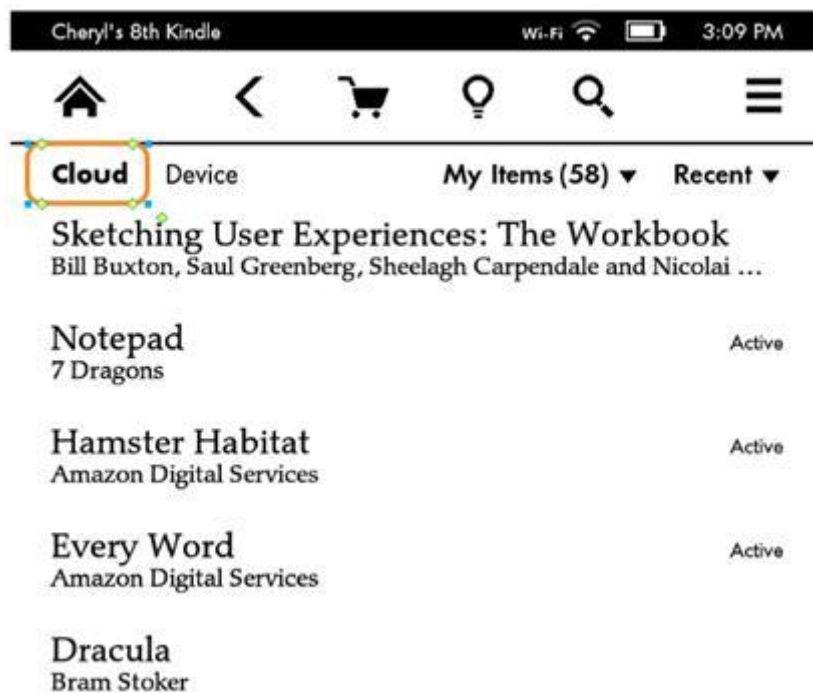 Cheryl's 8th Kindle Wi-Fi 3:09 PM
Cloud Device My Items (58) Recent
Sketching User Experiences: The Workbook
Bill Buxton, Saul Greenberg, Sheelagh Carpendale and Nicolai ...
Notepad Active
7 Dragons
Hamster Habitat Active
Amazon Digital Services
Every Word Active
Amazon Digital Services
Dracula
Bram Stoker